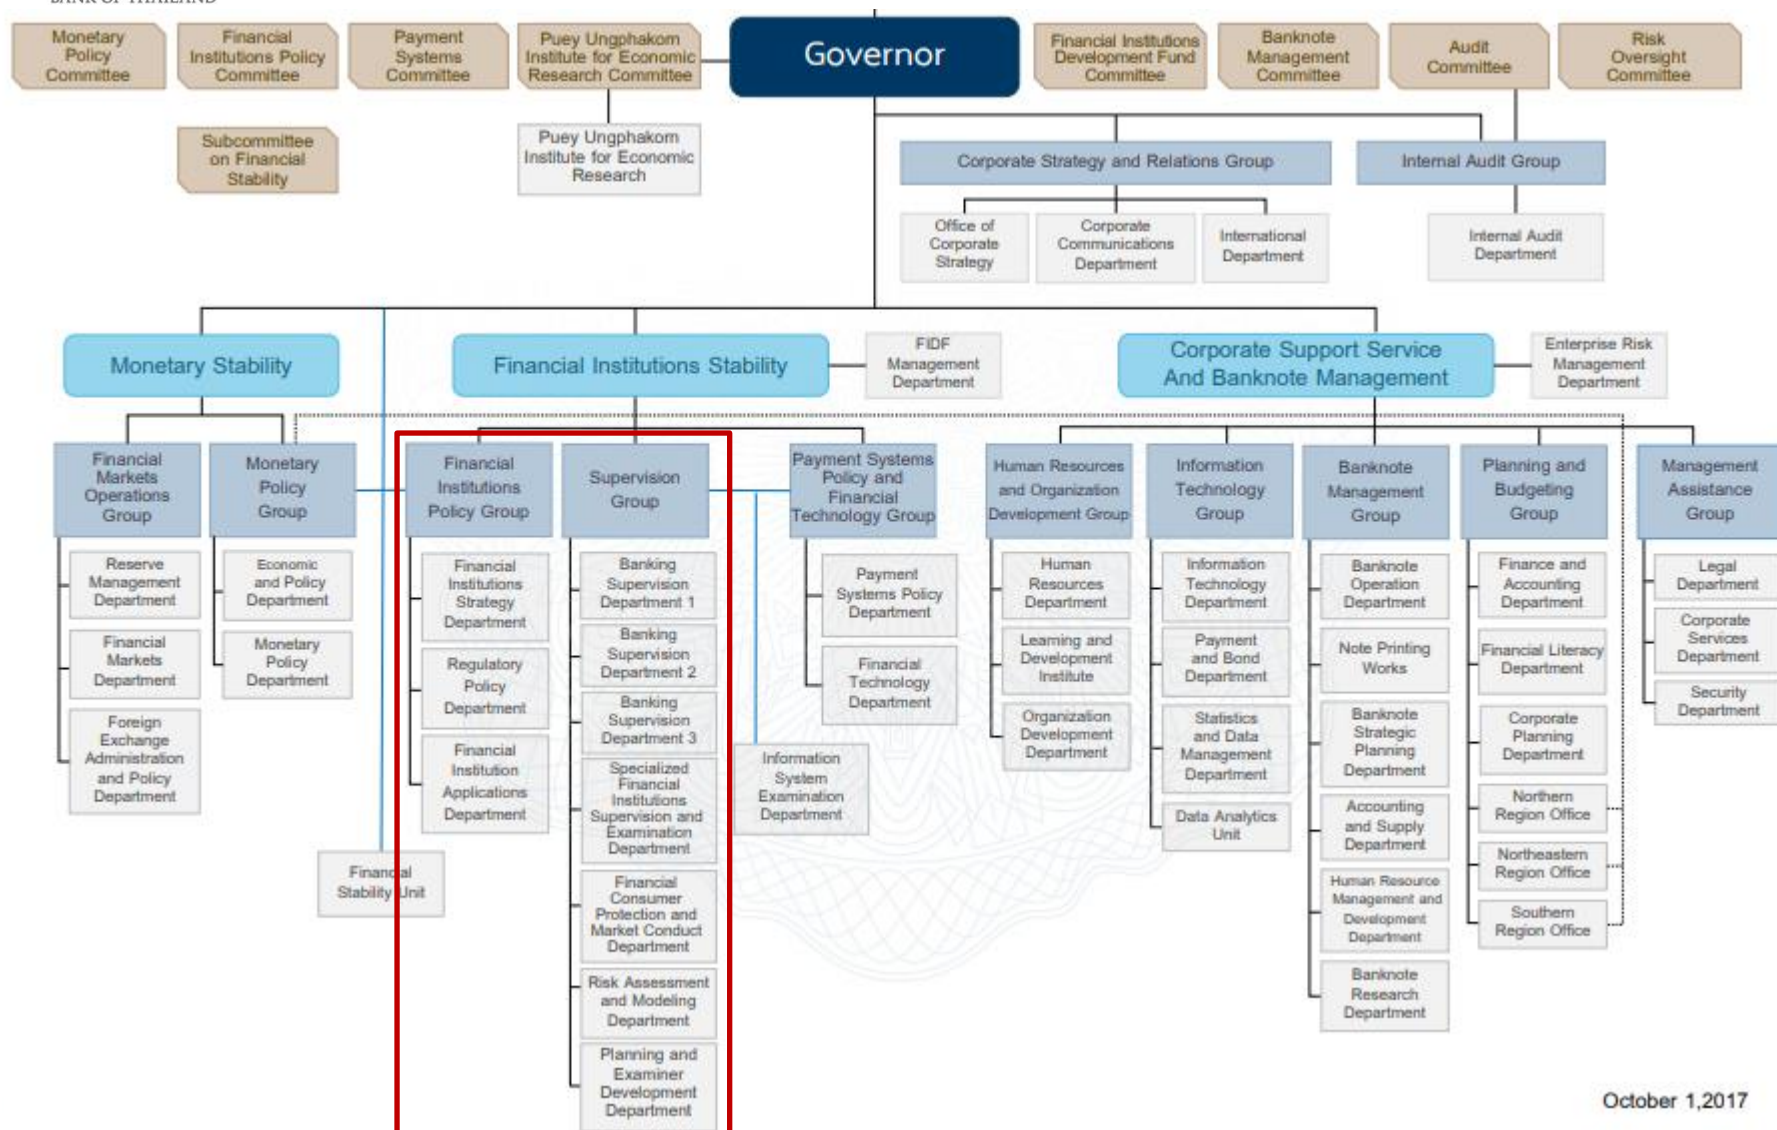 BANK OF THAILAND
Monetary
Policy
Committee
Financial
Institutions Policy
Committee
Payment
Systems
Committee
Puey Ungphakorn
Institute for Economic
Research Committee
Governor
Financial Institutions
Development Fund
Committee
Banknote
Management
Committee
Audit
Committee
Risk
Oversight
Committee
Subcommittee
on Financial
Stability
Puey Ungphakorn
Institute for Economic
Research
Corporate Strategy and Relations Group
Internal Audit Group
Office of
Corporate
Strategy
Corporate
Communications
Department
International
Department
Internal Audit
Department
Monetary Stability
Financial Institutions Stability
FIDF
Management
Department
Corporate Support Service
And Banknote Management
Enterprise Risk
Management
Department
Financial
Markets
Operations
Group
Monetary
Policy
Group
Financial
Institutions
Policy Group
Supervision
Group
Payment Systems
Policy and
Financial
Technology Group
Human Resources
and Organization
Development Group
Information
Technology
Group
Banknote
Management
Group
Planning and
Budgeting
Group
Management
Assistance
Group
Reserve
Management
Department
Financial
Markets
Department
Foreign
Exchange
Administration
and Policy
Department
Economic
and Policy
Department
Monetary
Policy
Department
Financial
Stability Unit
Financial
Institutions
Strategy
Department
Regulatory
Policy
Department
Financial
Institution
Applications
Department
Banking
Supervision
Department 1
Banking
Supervision
Department 2
Banking
Supervision
Department 3
Specialized
Financial
Institutions
Supervision and
Examination
Department
Financial
Consumer
Protection and
Market Conduct
Department
Risk Assessment
and Modeling
Department
Planning and
Examiner
Development
Department
Information
System
Examination
Department
Payment
Systems Policy
Department
Financial
Technology
Department
Human
Resources
Department
Learning and
Development
Institute
Organization
Development
Department
Information
Technology
Department
Payment
and Bond
Department
Statistics
and Data
Management
Department
Data Analytics
Unit
Banknote
Operation
Department
Note Printing
Works
Banknote
Strategic
Planning
Department
Accounting
and Supply
Department
Human Resource
Management and
Development
Department
Banknote
Research
Department
Finance and
Accounting
Department
Financial Literacy
Department
Corporate
Planning
Department
Northern
Region Office
Northeastern
Region Office
Southern
Region Office
Legal
Department
Corporate
Services
Department
Security
Department
October 1,2017